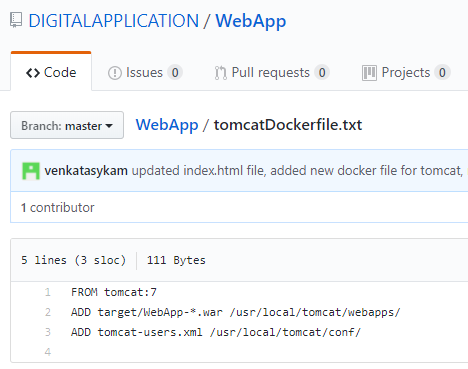 DIGITALAPPLICATION / WebApp
Code Issues 0 Pull requests 0 Projects 0
Branch: master WebApp / tomcatDockerfile.txt
venkatasykam updated index.html file, added new docker file for tomcat,
1 contributor
5 lines (3 sloc) 111 Bytes
1 FROM tomcat:7
2 ADD target/WebApp-*.war /usr/local/tomcat/webapps/
3 ADD tomcat-users.xml /usr/local/tomcat/conf/
4